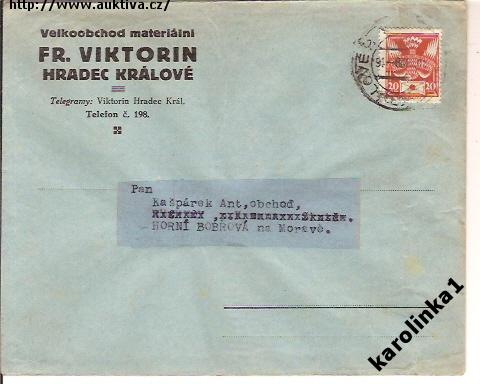 http://www.auktiva.cz/
Velkoobchod materiální
FR. VIKTORIN
HRADEC KRÁLOVÉ
Telegramy: Viktorin Hradec Král.
Telefon č. 198.
20 20
Pan
Kašpárek Ant,obchod,
HORNÍ BOBROVÁ na Moravě.
karolinka1